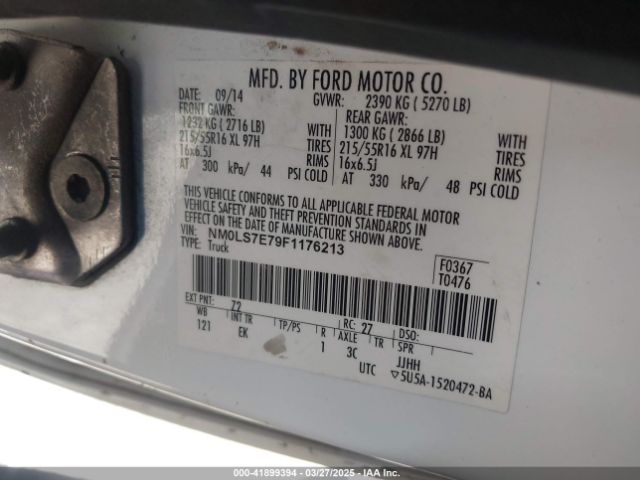 MFD. BY FORD MOTOR CO.
DATE: 09/14 GVWR: 2390 KG ( 5270 LB)
FRONT GAWR: REAR GAWR:
1232 KG ( 2716 LB) WITH 1300 KG ( 2866 LB) WITH
215/55R16 XL 97H TIRES 215/55R16 XL 97H TIRES
16x6.5J RIMS 16x6.5J RIMS
AT 300 kPa/ 44 PSI COLD AT 330 kPa/ 48 PSI COLD
THIS VEHICLE CONFORMS TO ALL APPLICABLE FEDERAL MOTOR
VEHICLE SAFETY AND THEFT PREVENTION STANDARDS IN
EFFECT ON THE DATE OF MANUFACTURE SHOWN ABOVE.
VIN: NM0LS7E79F1176213
TYPE: Truck
F0367
T0476
EXT PNT: 72 RC: 27 DSO:
WB INT TR TP/PS R AXLE TR SPR
121 EK 1 3C JJHH
UTC ▽5U5A-1520472-BA
000-41899394 - 03/27/2025 - IAA Inc.